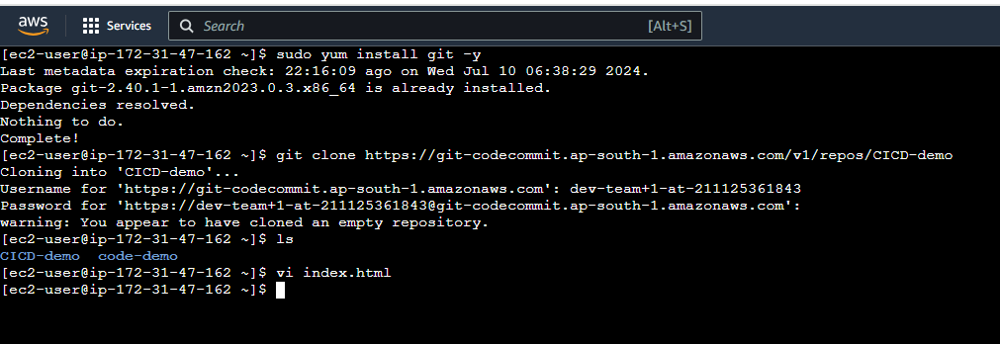 aws Services Search [Alt+S]
[ec2-user@ip-172-31-47-162 ~]$ sudo yum install git -y
Last metadata expiration check: 22:16:09 ago on Wed Jul 10 06:38:29 2024.
Package git-2.40.1-1.amzn2023.0.3.x86_64 is already installed.
Dependencies resolved.
Nothing to do.
Complete!
[ec2-user@ip-172-31-47-162 ~]$ git clone https://git-codecommit.ap-south-1.amazonaws.com/v1/repos/CICD-demo
Cloning into 'CICD-demo'...
Username for 'https://git-codecommit.ap-south-1.amazonaws.com': dev-team+1-at-211125361843
Password for 'https://dev-team+1-at-211125361843@git-codecommit.ap-south-1.amazonaws.com':
warning: You appear to have cloned an empty repository.
[ec2-user@ip-172-31-47-162 ~]$ ls
CICD-demo  code-demo
[ec2-user@ip-172-31-47-162 ~]$ vi index.html
[ec2-user@ip-172-31-47-162 ~]$